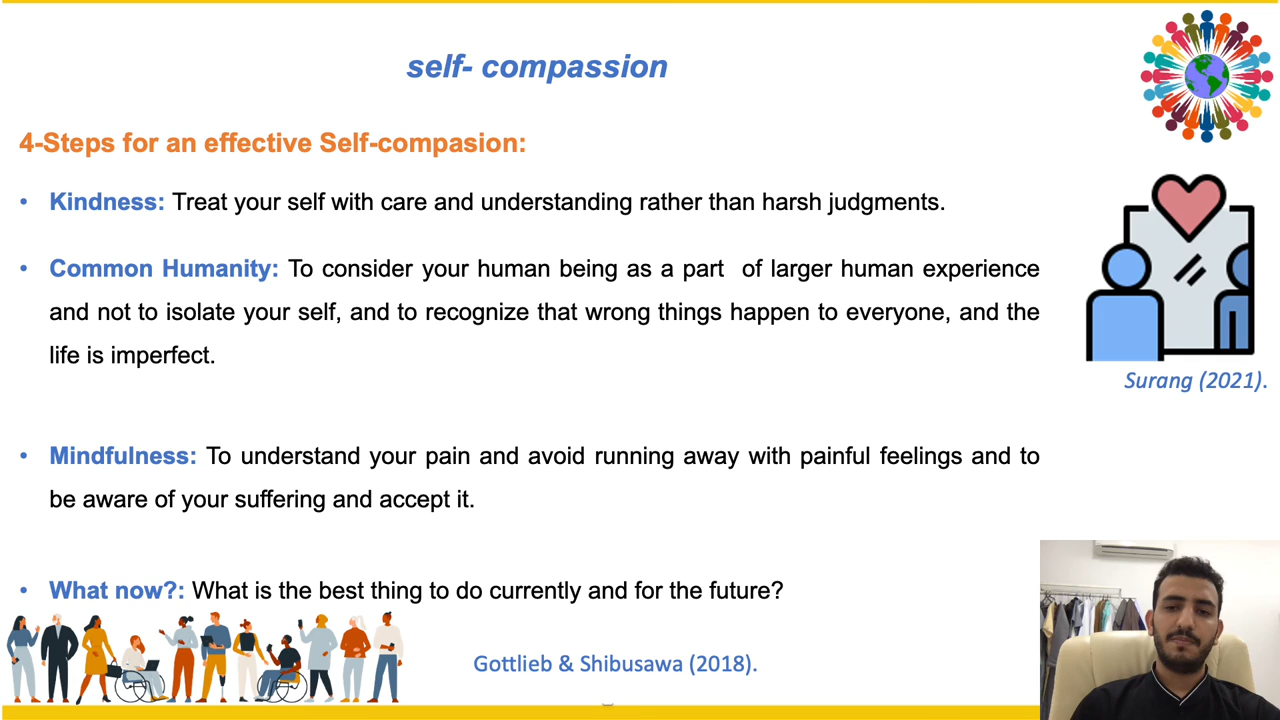 self- compassion
4-Steps for an effective Self-compasion:
• Kindness: Treat your self with care and understanding rather than harsh judgments.
• Common Humanity: To consider your human being as a part of larger human experience
and not to isolate your self, and to recognize that wrong things happen to everyone, and the
life is imperfect.
Surang (2021).
• Mindfulness: To understand your pain and avoid running away with painful feelings and to
be aware of your suffering and accept it.
• What now?: What is the best thing to do currently and for the future?
Gottlieb & Shibusawa (2018).